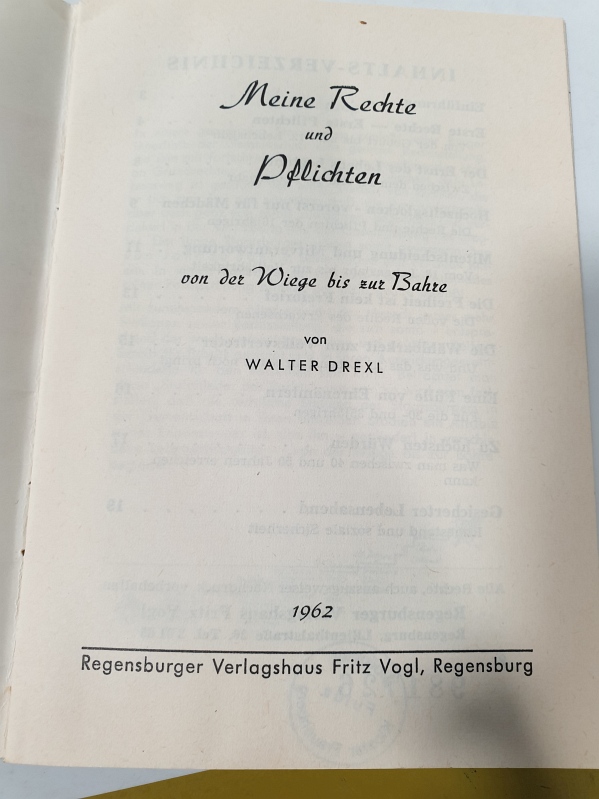 Meine Rechte
und
Pflichten
von der Wiege bis zur Bahre
von
WALTER DREXL
1962
Regensburger Verlagshaus Fritz Vogl, Regensburg